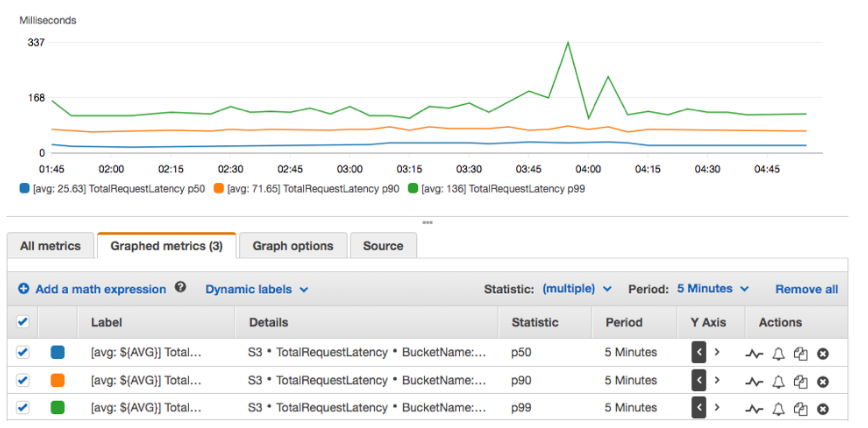 Milliseconds
337
168
0
01:45 02:00 02:15 02:30 02:45 03:00 03:15 03:30 03:45 04:00 04:15 04:30 04:45
[avg: 25.63] TotalRequestLatency p50 [avg: 71.65] TotalRequestLatency p90 [avg: 136] TotalRequestLatency p99
All metrics Graphed metrics (3) Graph options Source
Add a math expression ? Dynamic labels Statistic: (multiple) Period: 5 Minutes Remove all
Label Details Statistic Period Y Axis Actions
[avg: ${AVG}] Total... S3 • TotalRequestLatency • BucketName:... p50 5 Minutes < >
[avg: ${AVG}] Total... S3 • TotalRequestLatency • BucketName:... p90 5 Minutes < >
[avg: ${AVG}] Total... S3 • TotalRequestLatency • BucketName:... p99 5 Minutes < >